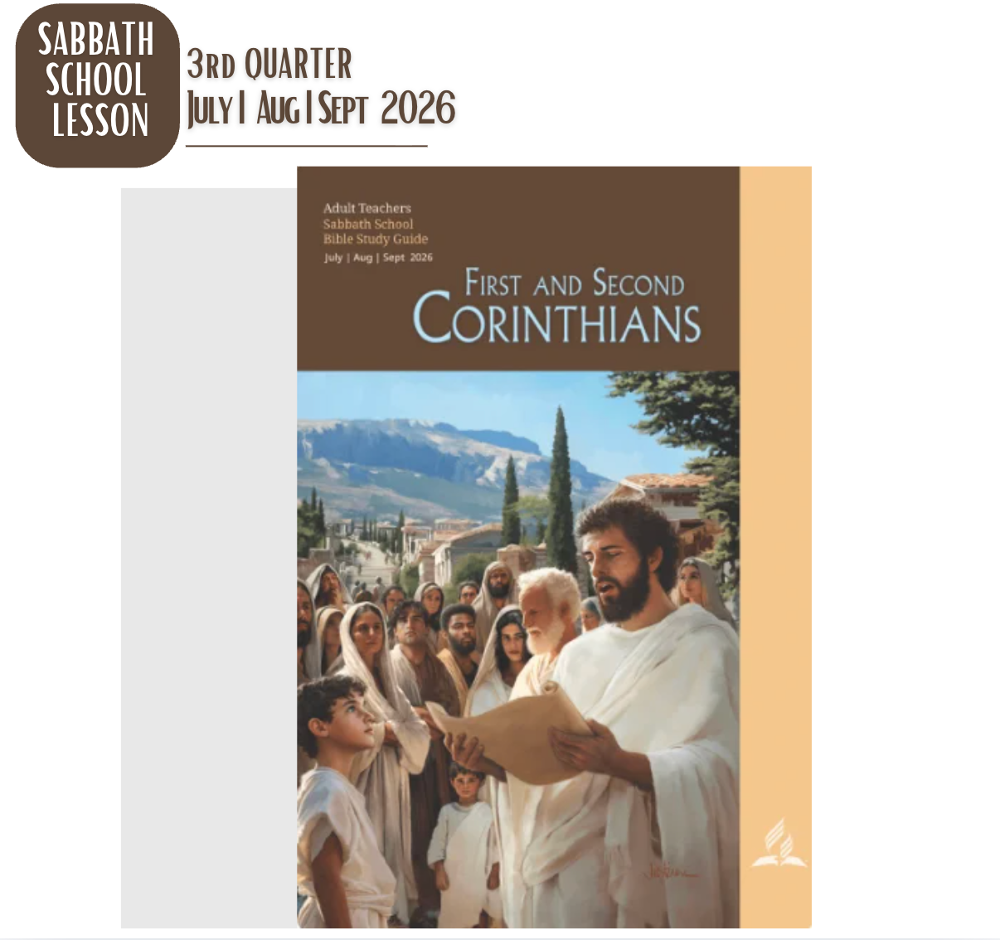 SABBATH
SCHOOL
LESSON
3RD QUARTER
JULY | AUG | SEPT 2026
Adult Teachers
Sabbath School
Bible Study Guide
July | Aug | Sept 2026
FIRST AND SECOND
CORINTHIANS